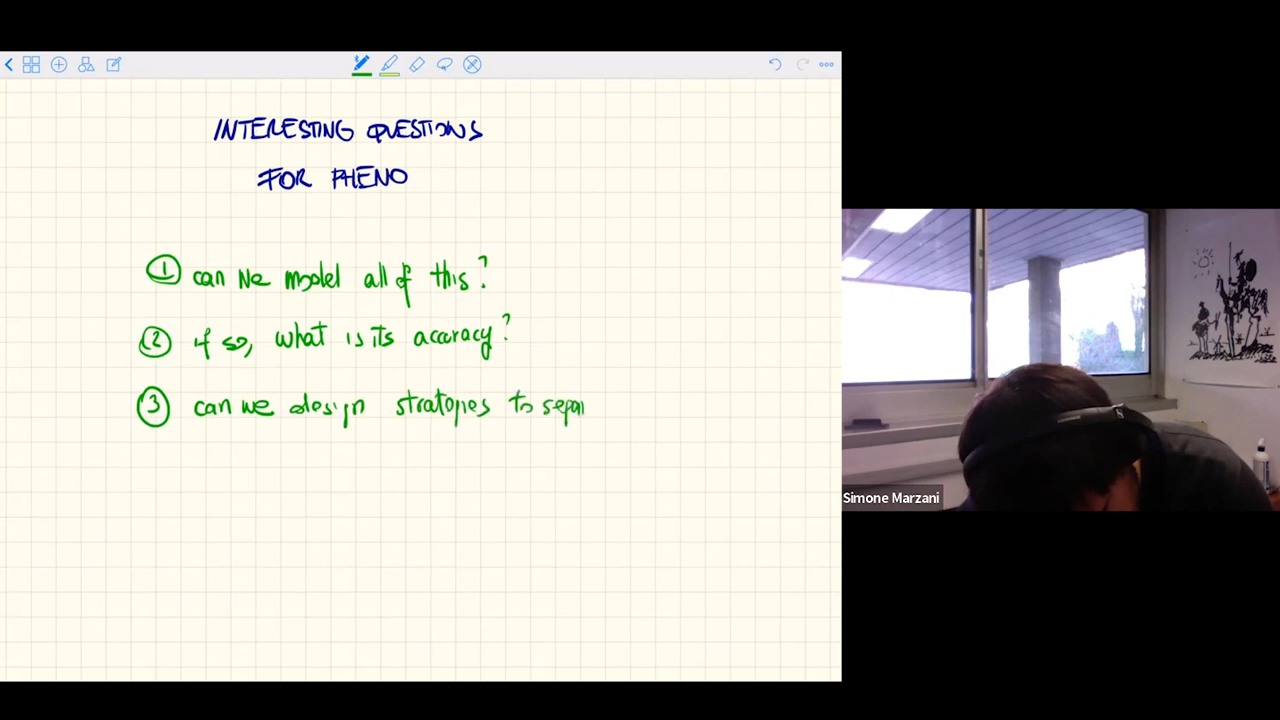 INTERESTING QUESTIONS
FOR PHENO
① can we model all of this?
② if so, what is its accuracy?
③ can we design strategies to separ
Simone Marzani